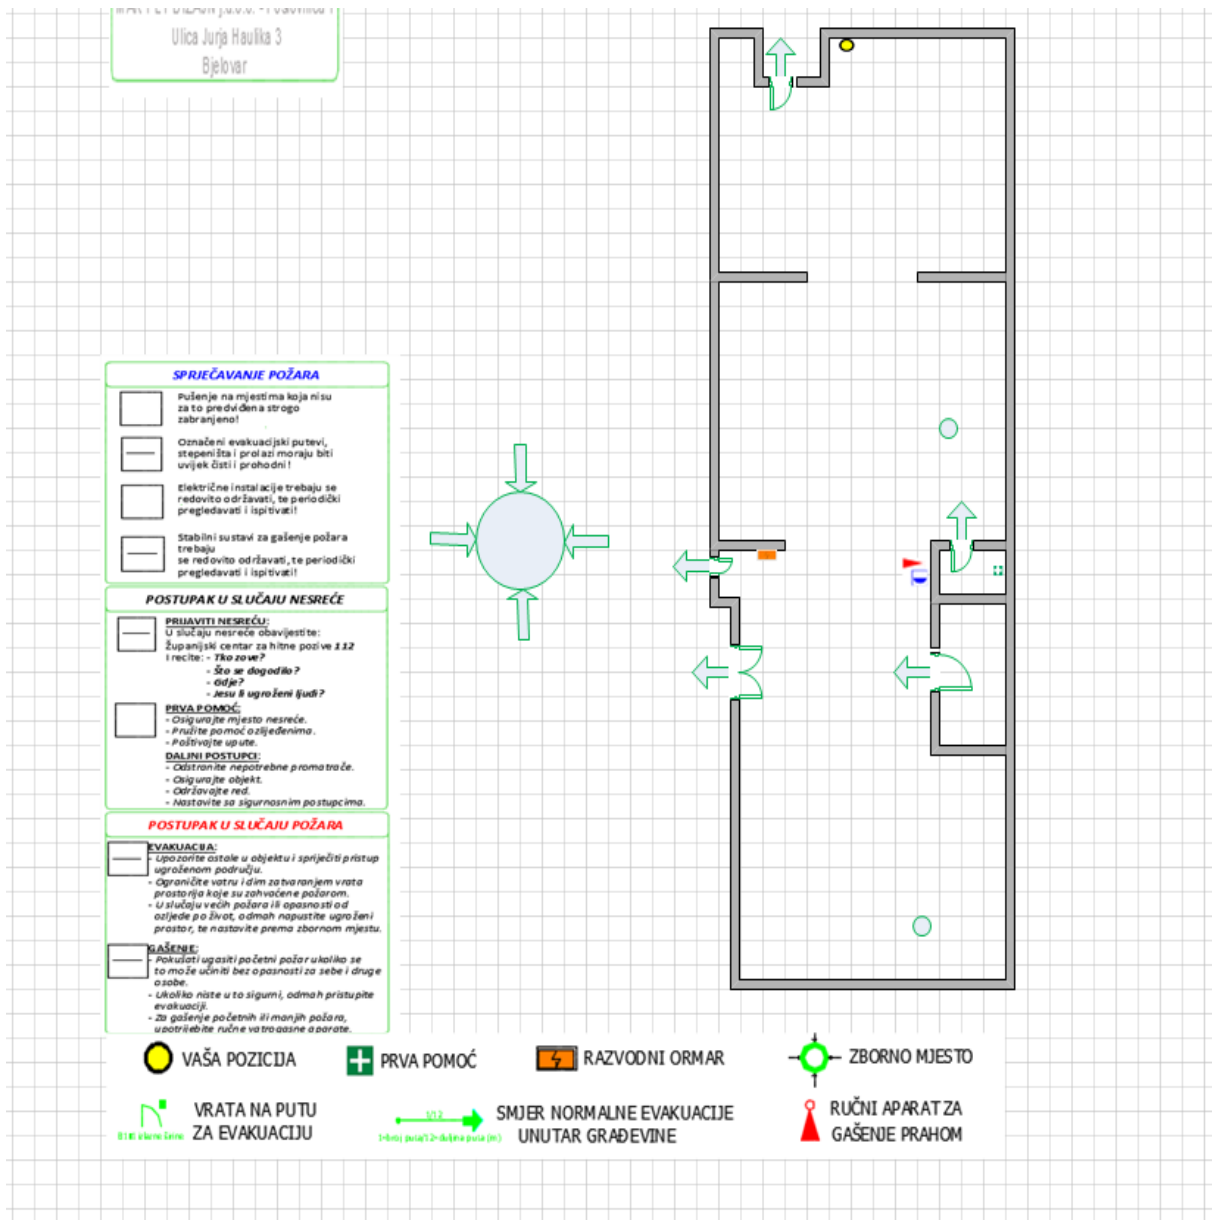 Ulica Jurja Haulika 3
Bjelovar
SPRJEČAVANJE POŽARA
Pušenje na mjestima koja nisu
za to predviđena strogo
zabranjeno!
Označeni evakuacijski putevi,
stepeništa i prolazi moraju biti
uvijek čisti i prohodni!
Električne instalacije trebaju se
redovito održavati, te periodički
pregledavati i ispitivati!
Stabilni sustavi za gašenje požara
trebaju
se redovito održavati, te periodički
pregledavati i ispitivati!
POSTUPAK U SLUČAJU NESREĆE
PRIJAVITI NESREĆU:
U slučaju nesreće obavijestite:
Županijski centar za hitne pozive 112
I recite: - Tko zove?
- Što se dogodilo?
- Gdje?
- Jesu li ugroženi ljudi?
PRVA POMOĆ:
- Osigurajte mjesto nesreće.
- Pružite pomoć ozlijeđenima.
- Poštivajte upute.
DALJNI POSTUPCI:
- Odstranite nepotrebne promatrače.
- Osigurajte objekt.
- Održavajte red.
- Nastavite sa sigurnosnim postupcima.
POSTUPAK U SLUČAJU POŽARA
EVAKUACIJA:
- Upozorite ostale u objektu i spriječiti pristup
ugroženom području.
- Ograničite vatru i dim zatvaranjem vrata
prostorija koje su zahvaćene požarom.
- U slučaju većih požara ili opasnosti od
ozljede po život, odmah napustite ugroženi
prostor, te nastavite prema zbornom mjestu.
GAŠENJE:
- Pokušati ugasiti početni požar ukoliko se
to može učiniti bez opasnosti za sebe i druge
osobe.
- Ukoliko niste u to sigurni, odmah pristupite
evakuaciji.
- Za gašenje početnih ili manjih požara,
upotrijebite ručne vatrogasne aparate.
VAŠA POZICIJA
PRVA POMOĆ
RAZVODNI ORMAR
ZBORNO MJESTO
VRATA NA PUTU
ZA EVAKUACIJU
1/12
SMJER NORMALNE EVAKUACIJE
UNUTAR GRAĐEVINE
RUČNI APARAT ZA
GAŠENJE PRAHOM